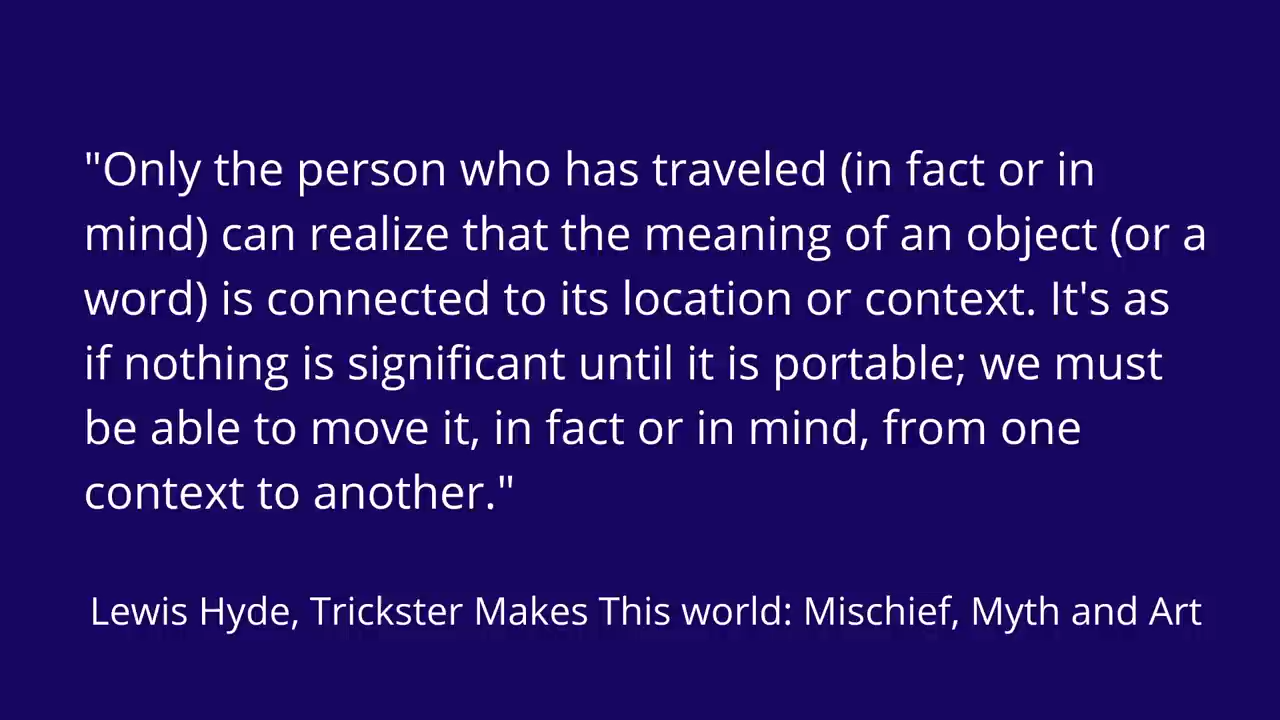 "Only the person who has traveled (in fact or in
mind) can realize that the meaning of an object (or a
word) is connected to its location or context. It's as
if nothing is significant until it is portable; we must
be able to move it, in fact or in mind, from one
context to another."
Lewis Hyde, Trickster Makes This world: Mischief, Myth and Art